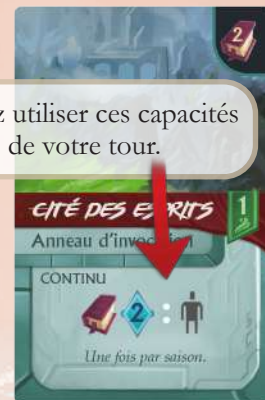 2
z utiliser ces capacités
de votre tour.
CITÉ DES ESPRITS
1
Anneau d'invocation
CONTINU
2 :
Une fois par saison.